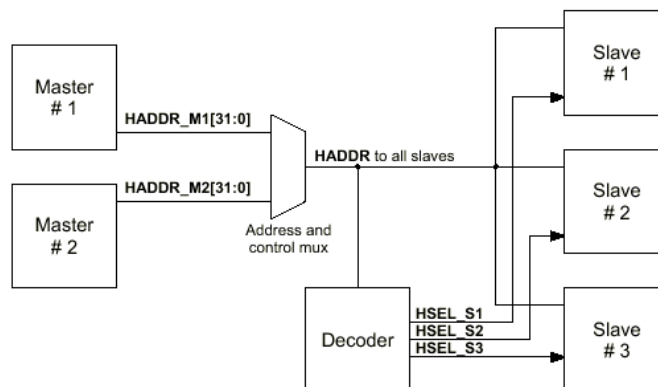 Master
# 1
HADDR_M1[31:0]
Master
# 2
HADDR_M2[31:0]
Address and
control mux
HADDR to all slaves
Decoder
HSEL_S1
HSEL_S2
HSEL_S3
Slave
# 1
Slave
# 2
Slave
# 3